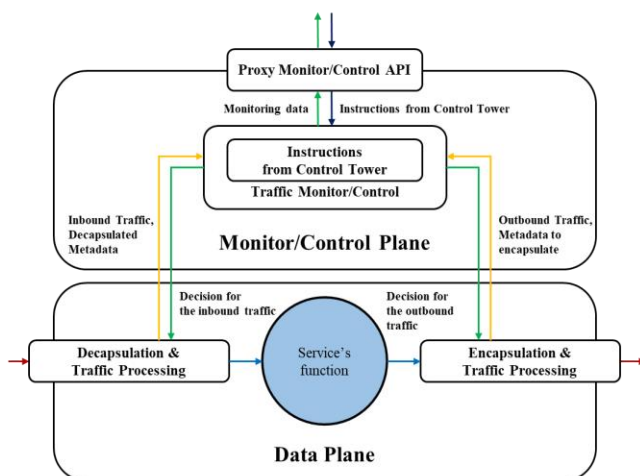 Proxy Monitor/Control API
Monitoring data
Instructions from Control Tower
Instructions
from Control Tower
Traffic Monitor/Control
Inbound Traffic,
Decapsulated
Metadata
Outbound Traffic,
Metadata to
encapsulate
Monitor/Control Plane
Decision for
the inbound traffic
Decision for
the outbound
traffic
Decapsulation &
Traffic Processing
Service's
function
Encapsulation &
Traffic Processing
Data Plane